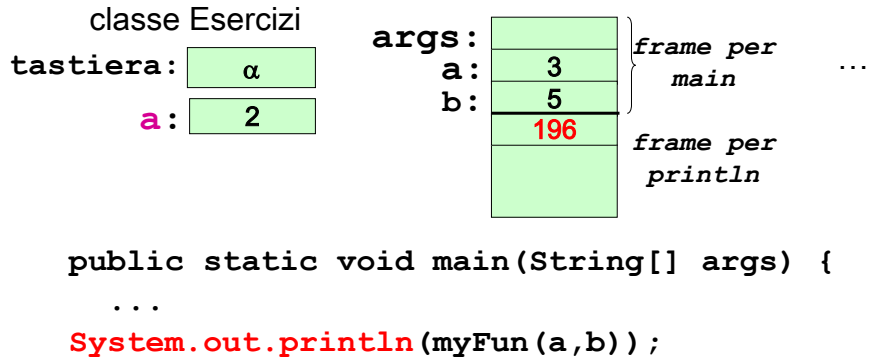 classe Esercizi
tastiera: α
a: 2
args:
a: 3
b: 5
196
frame per
main
...
frame per
println
public static void main(String[] args) {
...
System.out.println(myFun(a,b));